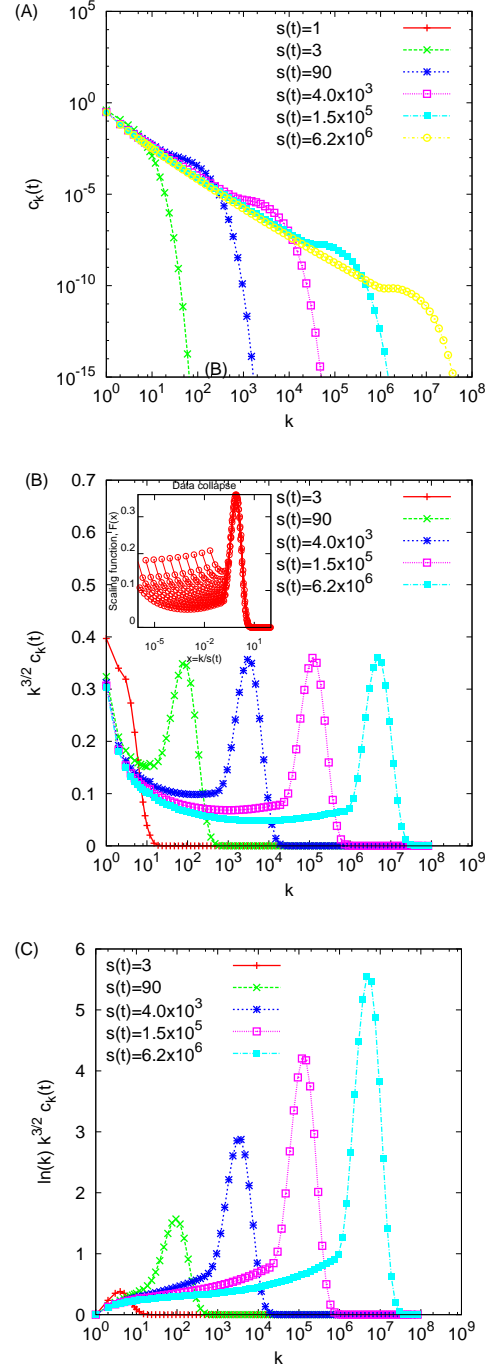 (A)
c_k(t)
10^5
10^0
10^-5
10^-10
10^-15
s(t)=1
s(t)=3
s(t)=90
s(t)=4.0x10^3
s(t)=1.5x10^5
s(t)=6.2x10^6
(B)
10^0 10^1 10^2 10^3 10^4 10^5 10^6 10^7 10^8
k
(B)
k^3/2 c_k(t)
0.7
0.6
0.5
0.4
0.3
0.2
0.1
0
Data collapse
Scaling function, F(x)
0.3
0.2
0.1
0
10^-5 10^-2 10^1
x=k/s(t)
s(t)=3
s(t)=90
s(t)=4.0x10^3
s(t)=1.5x10^5
s(t)=6.2x10^6
10^0 10^1 10^2 10^3 10^4 10^5 10^6 10^7 10^8 10^9
k
(C)
ln(k) k^3/2 c_k(t)
6
5
4
3
2
1
0
s(t)=3
s(t)=90
s(t)=4.0x10^3
s(t)=1.5x10^5
s(t)=6.2x10^6
10^0 10^1 10^2 10^3 10^4 10^5 10^6 10^7 10^8 10^9
k